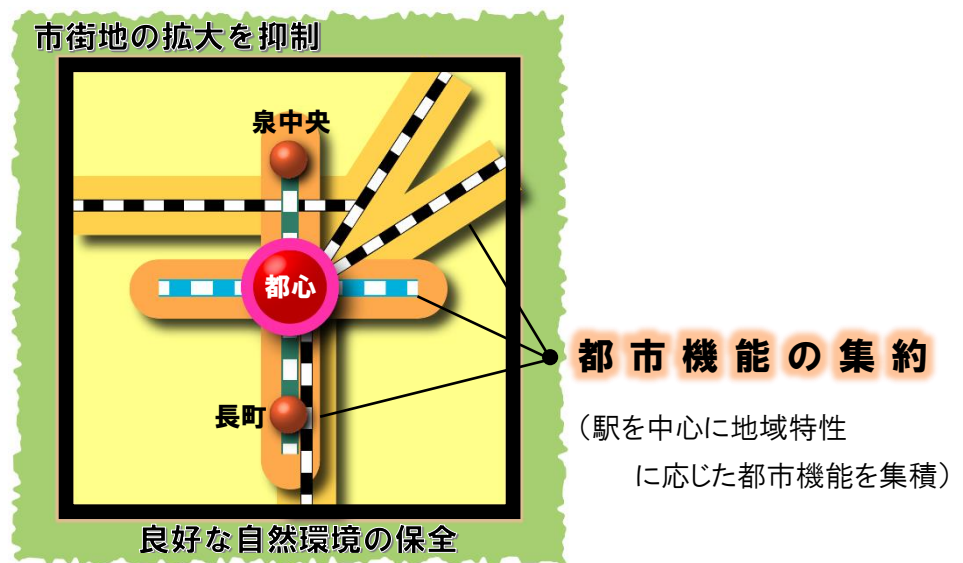 市街地の拡大を抑制
泉中央
都心
長町
都市機能の集約
（駅を中心に地域特性
に応じた都市機能を集積）
良好な自然環境の保全